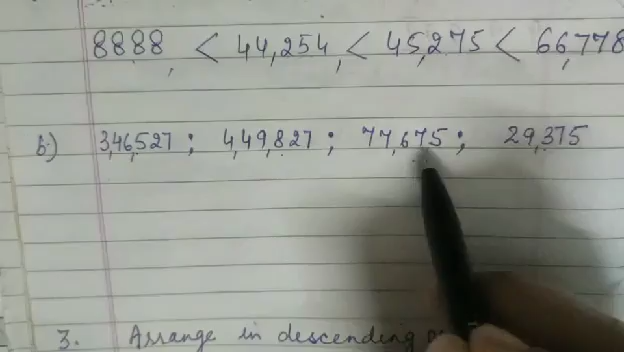 8888, < 44,254, < 45,275 < 66,778
b) 3,46,527 ; 4,49,827 ; 77,675 ; 29,375
3. Arrange in descending